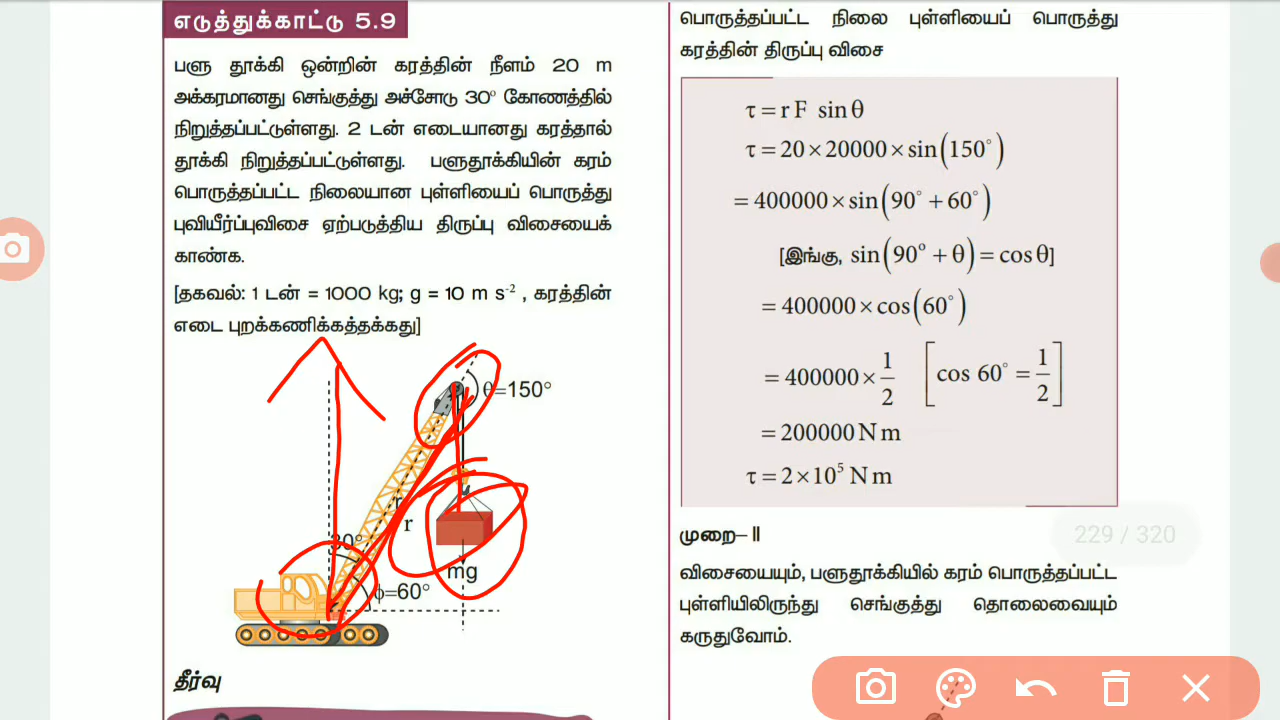 எடுத்துக்காட்டு 5.9
பளு தூக்கி ஒன்றின் கரத்தின் நீளம் 20 m
அக்கரமானது செங்குத்து அச்சோடு 30° கோணத்தில்
நிறுத்தப்பட்டுள்ளது. 2 டன் எடையானது கரத்தால்
தூக்கி நிறுத்தப்பட்டுள்ளது. பளுதூக்கியின் கரம்
பொருத்தப்பட்ட நிலையான புள்ளியைப் பொருத்து
புவியீர்ப்புவிசை ஏற்படுத்திய திருப்பு விசையைக்
காண்க.
[தகவல்: 1 டன் = 1000 kg; g = 10 m s⁻² , கரத்தின்
எடை புறக்கணிக்கத்தக்கது]
θ=150°
r
r
30°
mg
ϕ=60°
தீர்வு
பொருத்தப்பட்ட நிலை புள்ளியைப் பொருத்து
கரத்தின் திருப்பு விசை
τ = r F sin θ
τ = 20 × 20000 × sin(150°)
= 400000 × sin(90° + 60°)
[இங்கு, sin(90° + θ) = cos θ]
= 400000 × cos(60°)
= 400000 × 1/2 [cos 60° = 1/2]
= 200000 N m
τ = 2 × 10⁵ N m
229 / 320
முறை– II
விசையையும், பளுதூக்கியில் கரம் பொருத்தப்பட்ட
புள்ளியிலிருந்து செங்குத்து தொலைவையும்
கருதுவோம்.